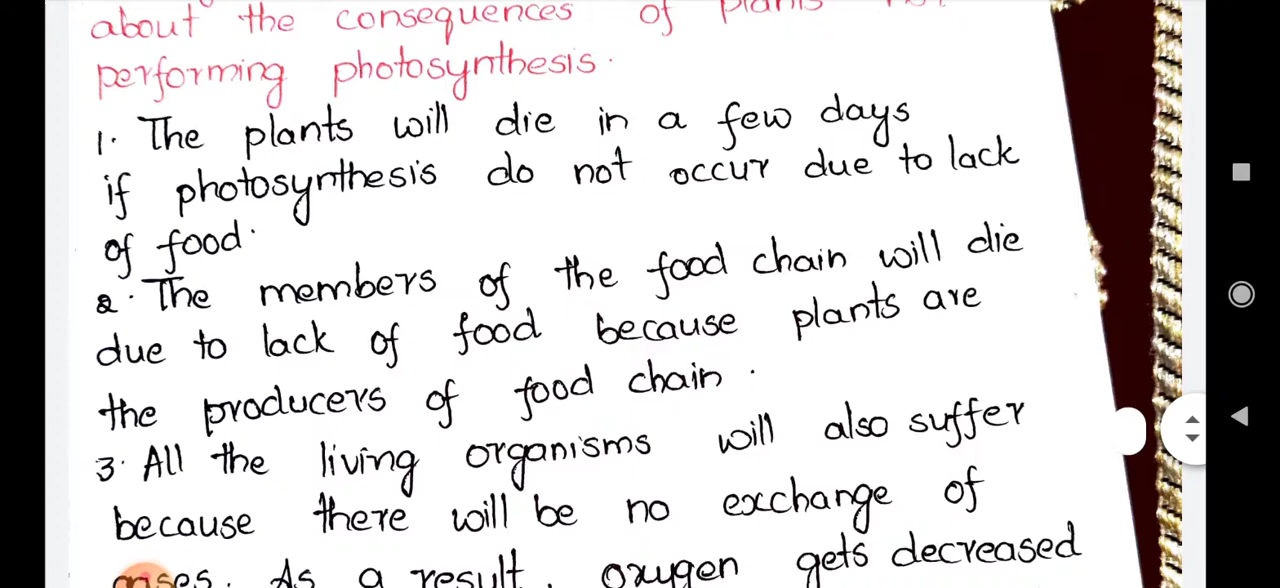 about the consequences of plants
performing photosynthesis.
1. The plants will die in a few days
if photosynthesis do not occur due to lack
of food.
2. The members of the food chain will die
due to lack of food because plants are
the producers of food chain.
3. All the living organisms will also suffer
because there will be no exchange of
gases. As a result, oxygen gets decreased